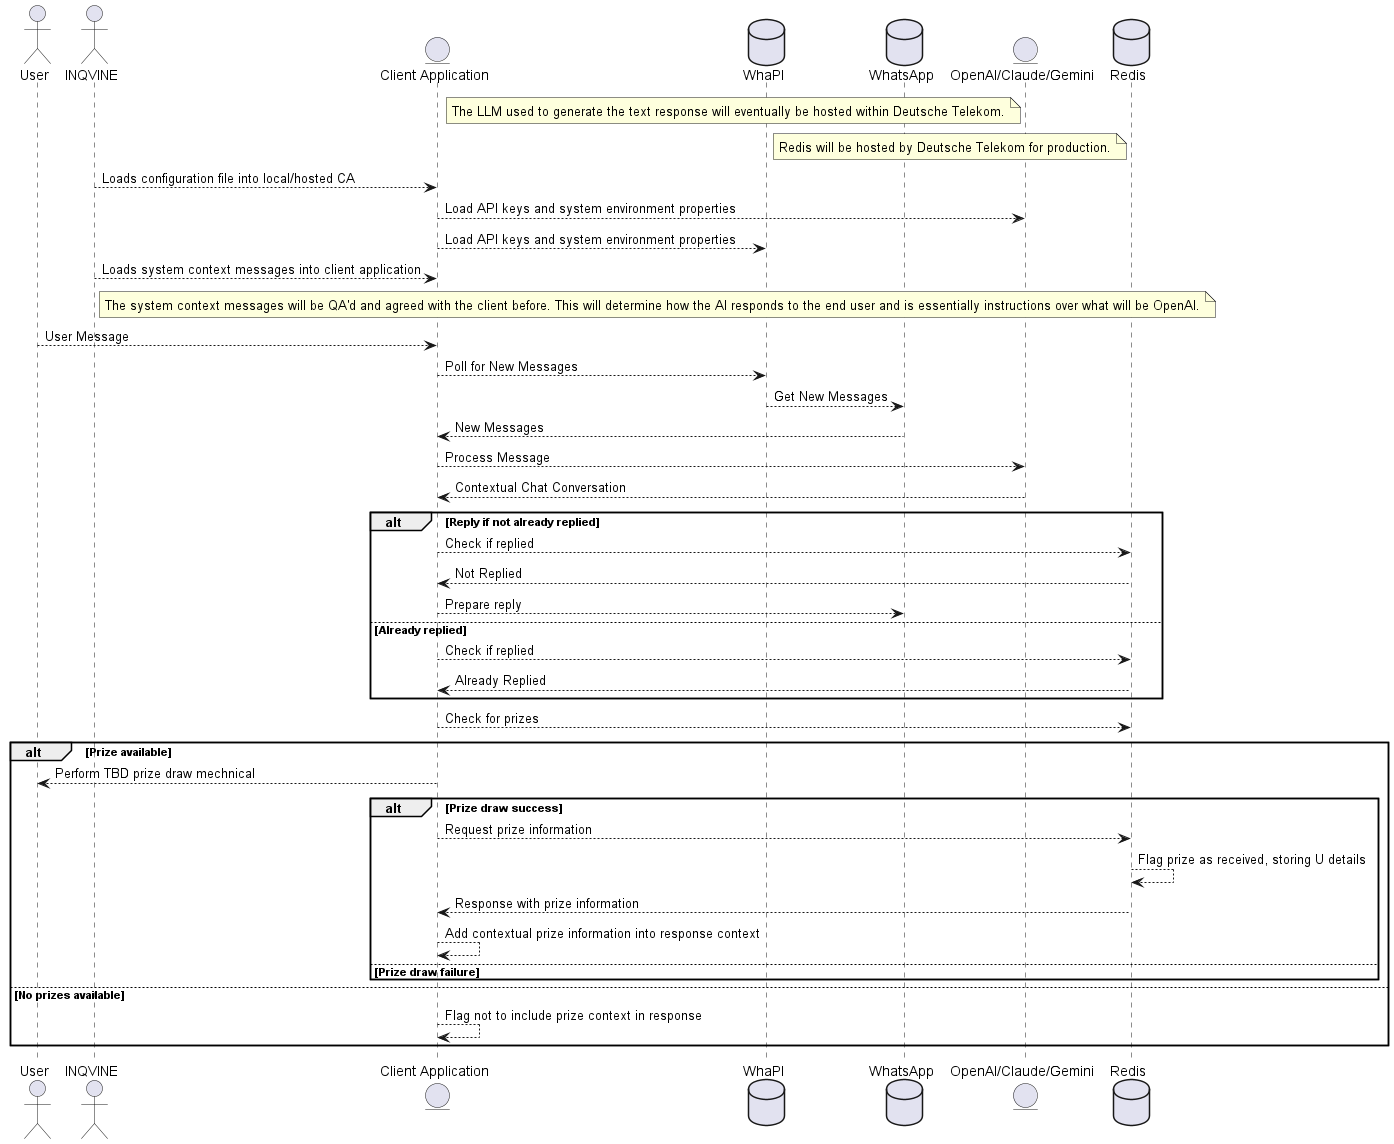 User
INQVINE
Client Application
WhaPI
WhatsApp
OpenAI/Claude/Gemini
Redis
The LLM used to generate the text response will eventually be hosted within Deutsche Telekom.
Redis will be hosted by Deutsche Telekom for production.
Loads configuration file into local/hosted CA
Load API keys and system environment properties
Load API keys and system environment properties
Loads system context messages into client application
The system context messages will be QA'd and agreed with the client before. This will determine how the AI responds to the end user and is essentially instructions over what will be OpenAI.
User Message
Poll for New Messages
Get New Messages
New Messages
Process Message
Contextual Chat Conversation
alt [Reply if not already replied]
Check if replied
Not Replied
Prepare reply
[Already replied]
Check if replied
Already Replied
Check for prizes
alt [Prize available]
Perform TBD prize draw mechnical
alt [Prize draw success]
Request prize information
Flag prize as received, storing U details
Response with prize information
Add contextual prize information into response context
[Prize draw failure]
[No prizes available]
Flag not to include prize context in response
User
INQVINE
Client Application
WhaPI
WhatsApp
OpenAI/Claude/Gemini
Redis